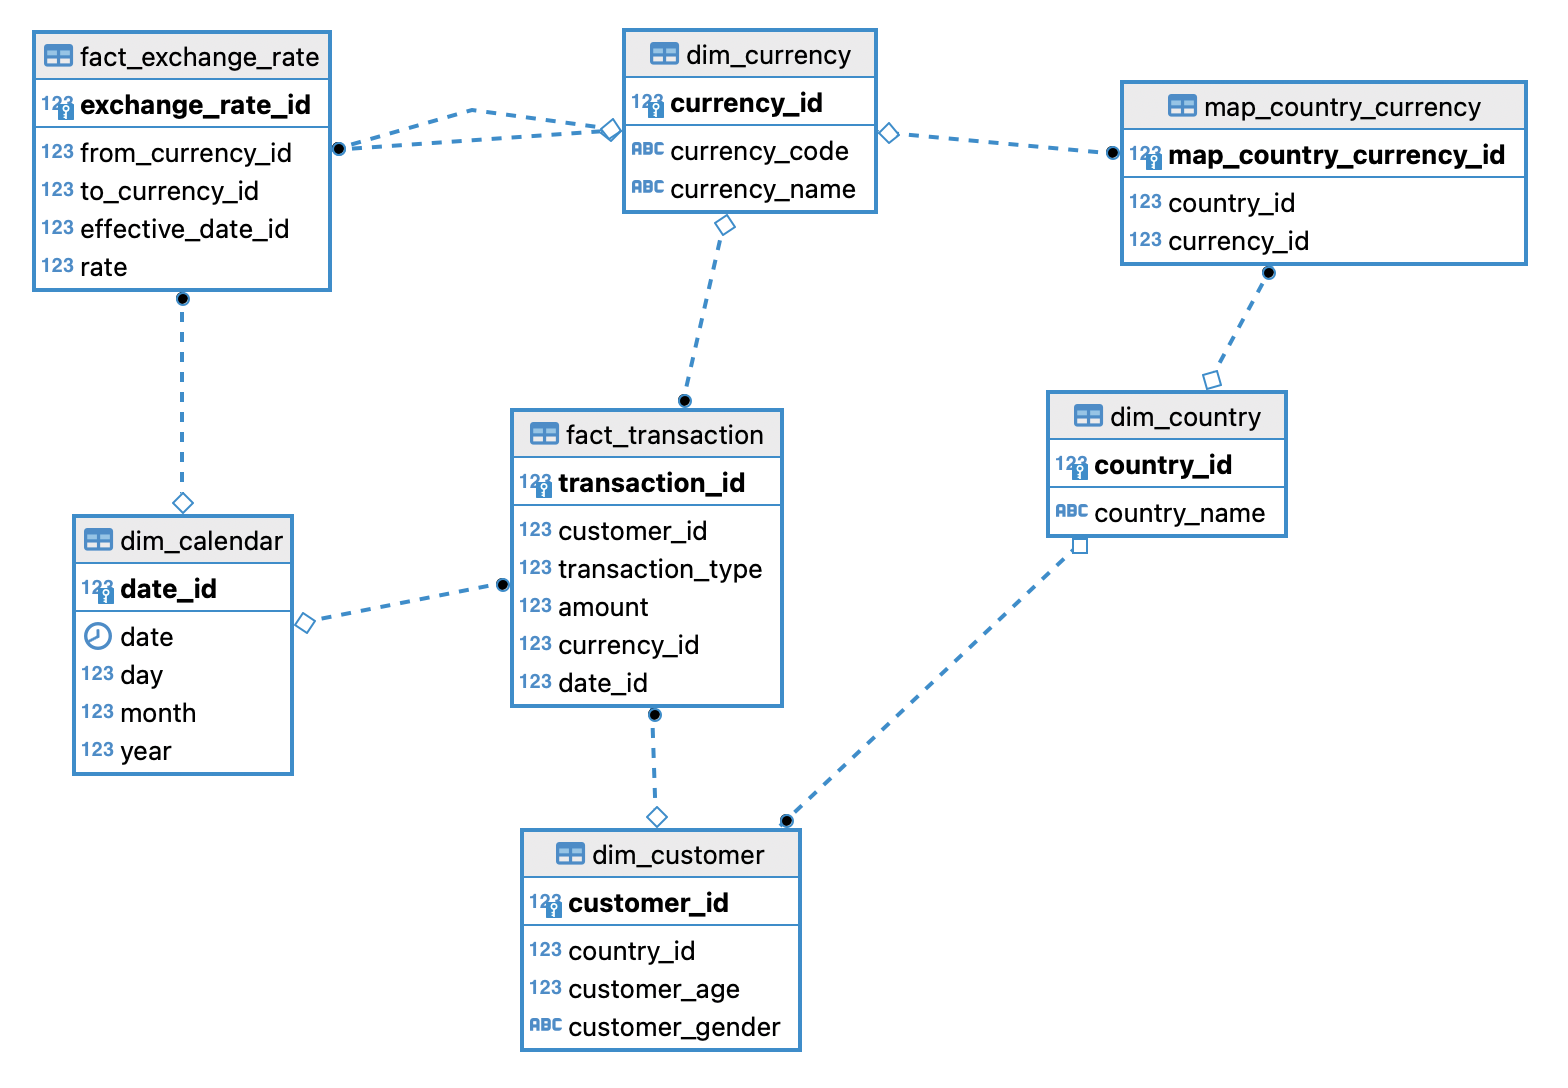 fact_exchange_rate
123 exchange_rate_id
123 from_currency_id
123 to_currency_id
123 effective_date_id
123 rate
dim_currency
123 currency_id
ABC currency_code
ABC currency_name
map_country_currency
123 map_country_currency_id
123 country_id
123 currency_id
fact_transaction
123 transaction_id
123 customer_id
123 transaction_type
123 amount
123 currency_id
123 date_id
dim_country
123 country_id
ABC country_name
dim_calendar
123 date_id
date
123 day
123 month
123 year
dim_customer
123 customer_id
123 country_id
123 customer_age
ABC customer_gender